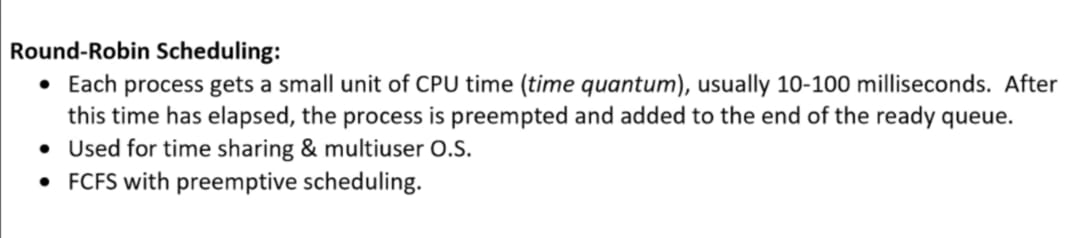 Round-Robin Scheduling:
• Each process gets a small unit of CPU time (time quantum), usually 10-100 milliseconds.  After
this time has elapsed, the process is preempted and added to the end of the ready queue.
• Used for time sharing & multiuser O.S.
• FCFS with preemptive scheduling.